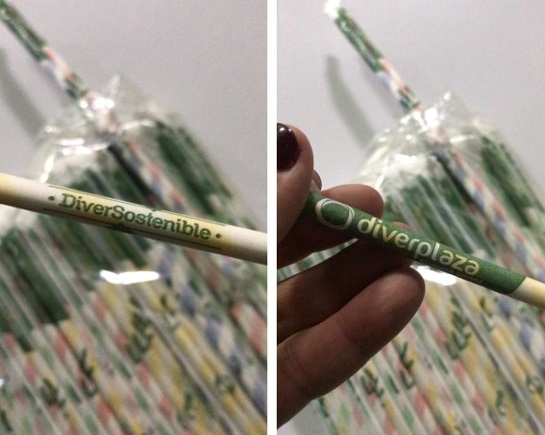 • DiverSostenible •
diverplaza